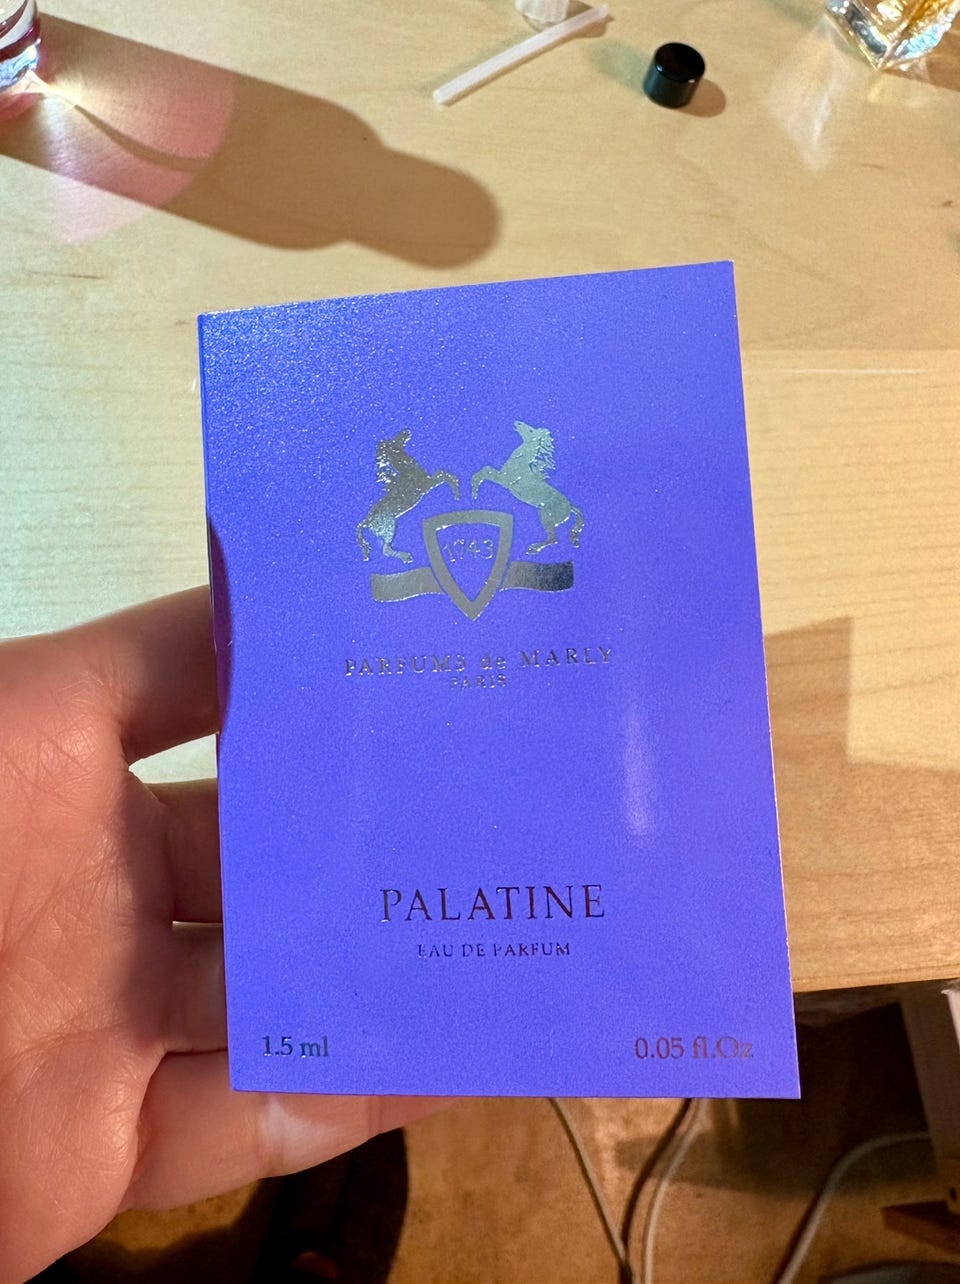 1743
PARFUMS de MARLY
PARIS
PALATINE
EAU DE PARFUM
1.5 ml
0.05 fl.Oz